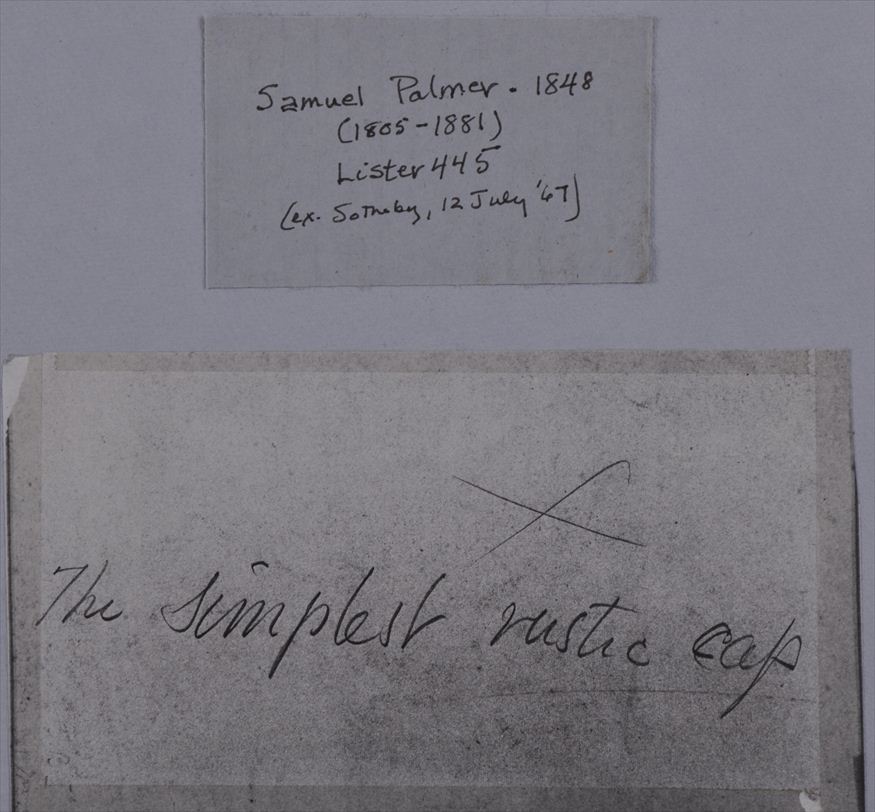 Samuel Palmer. 1848
(1805-1881)
Lister 445
(ex. Sotheby, 12 July '67)
The simplest rustic cap